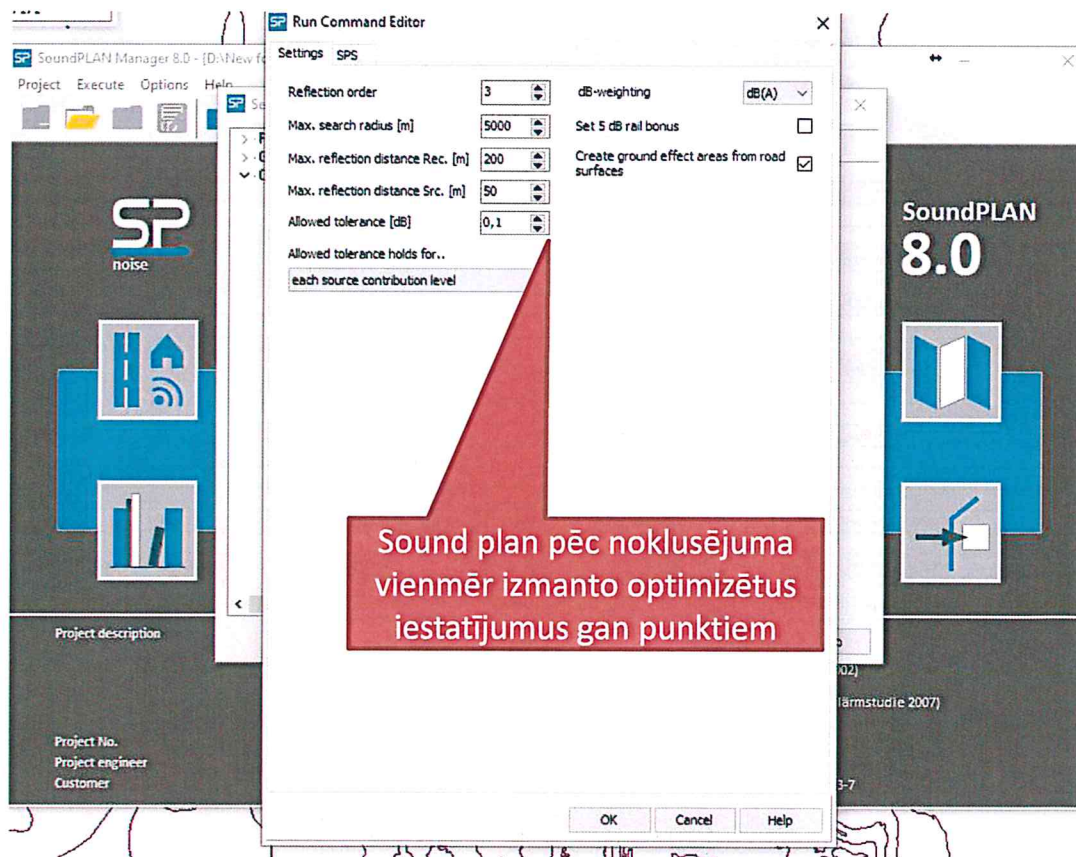 Run Command Editor
SoundPLAN Manager 8.0 - [D:\New fo
Project Execute Options Help
Settings SPS
Reflection order 3
Max. search radius [m] 5000
Max. reflection distance Rec. [m] 200
Max. reflection distance Src. [m] 50
Allowed tolerance [dB] 0,1
Allowed tolerance holds for..
each source contribution level
dB-weighting dB(A)
Set 5 dB rail bonus
Create ground effect areas from road
surfaces
SP
noise
SoundPLAN
8.0
Sound plan pēc noklusējuma
vienmēr izmanto optimizētus
iestatījumus gan punktiem
Project description
002)
lärmstudie 2007)
Project No.
Project engineer
Customer
3-7
OK Cancel Help